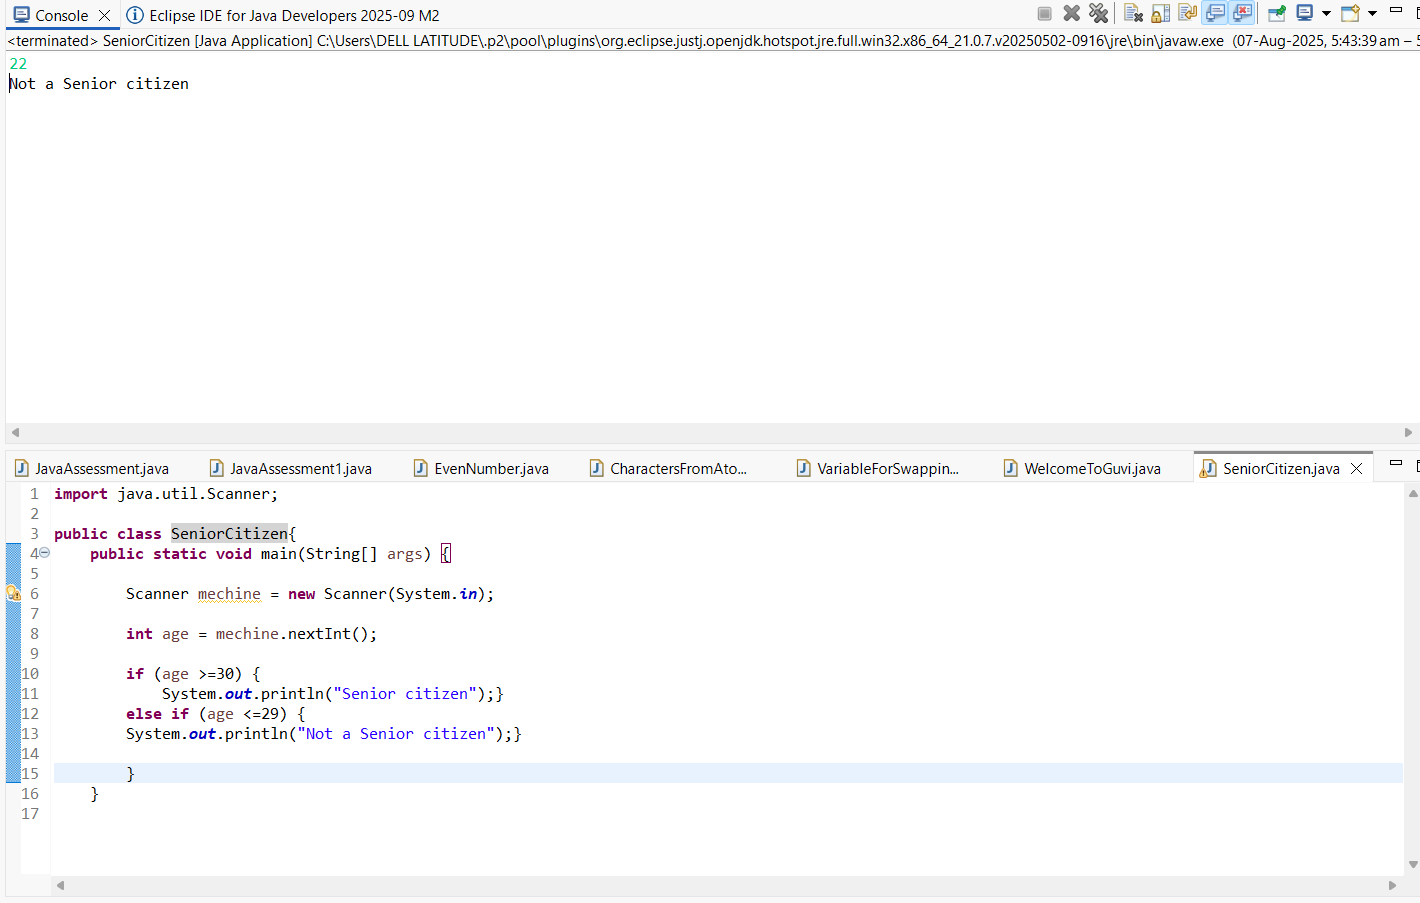 Console Eclipse IDE for Java Developers 2025-09 M2
<terminated> SeniorCitizen [Java Application] C:\Users\DELL LATITUDE\.p2\pool\plugins\org.eclipse.justj.openjdk.hotspot.jre.full.win32.x86_64_21.0.7.v20250502-0916\jre\bin\javaw.exe (07-Aug-2025, 5:43:39 am – 5
22
Not a Senior citizen
JavaAssessment.java JavaAssessment1.java EvenNumber.java CharactersFromAto... VariableForSwappin... WelcomeToGuvi.java SeniorCitizen.java
1 import java.util.Scanner;
2
3 public class SeniorCitizen{
4 public static void main(String[] args) {
5
6 Scanner mechine = new Scanner(System.in);
7
8 int age = mechine.nextInt();
9
10 if (age >=30) {
11 System.out.println("Senior citizen");}
12 else if (age <=29) {
13 System.out.println("Not a Senior citizen");}
14
15 }
16 }
17